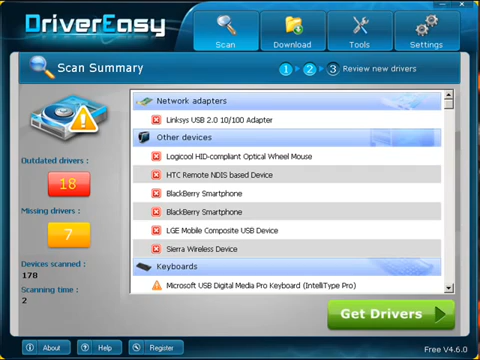 DriverEasy
Scan
Download
Tools
Settings
Scan Summary
1 2 3 Review new drivers
Outdated drivers :
18
Missing drivers :
7
Devices scanned :
178
Scanning time :
2
Network adapters
Linksys USB 2.0 10/100 Adapter
Other devices
Logicool HID-compliant Optical Wheel Mouse
HTC Remote NDIS based Device
BlackBerry Smartphone
BlackBerry Smartphone
LGE Mobile Composite USB Device
Sierra Wireless Device
Keyboards
Microsoft USB Digital Media Pro Keyboard (IntelliType Pro)
Get Drivers
About
Help
Register
Free V4.6.0